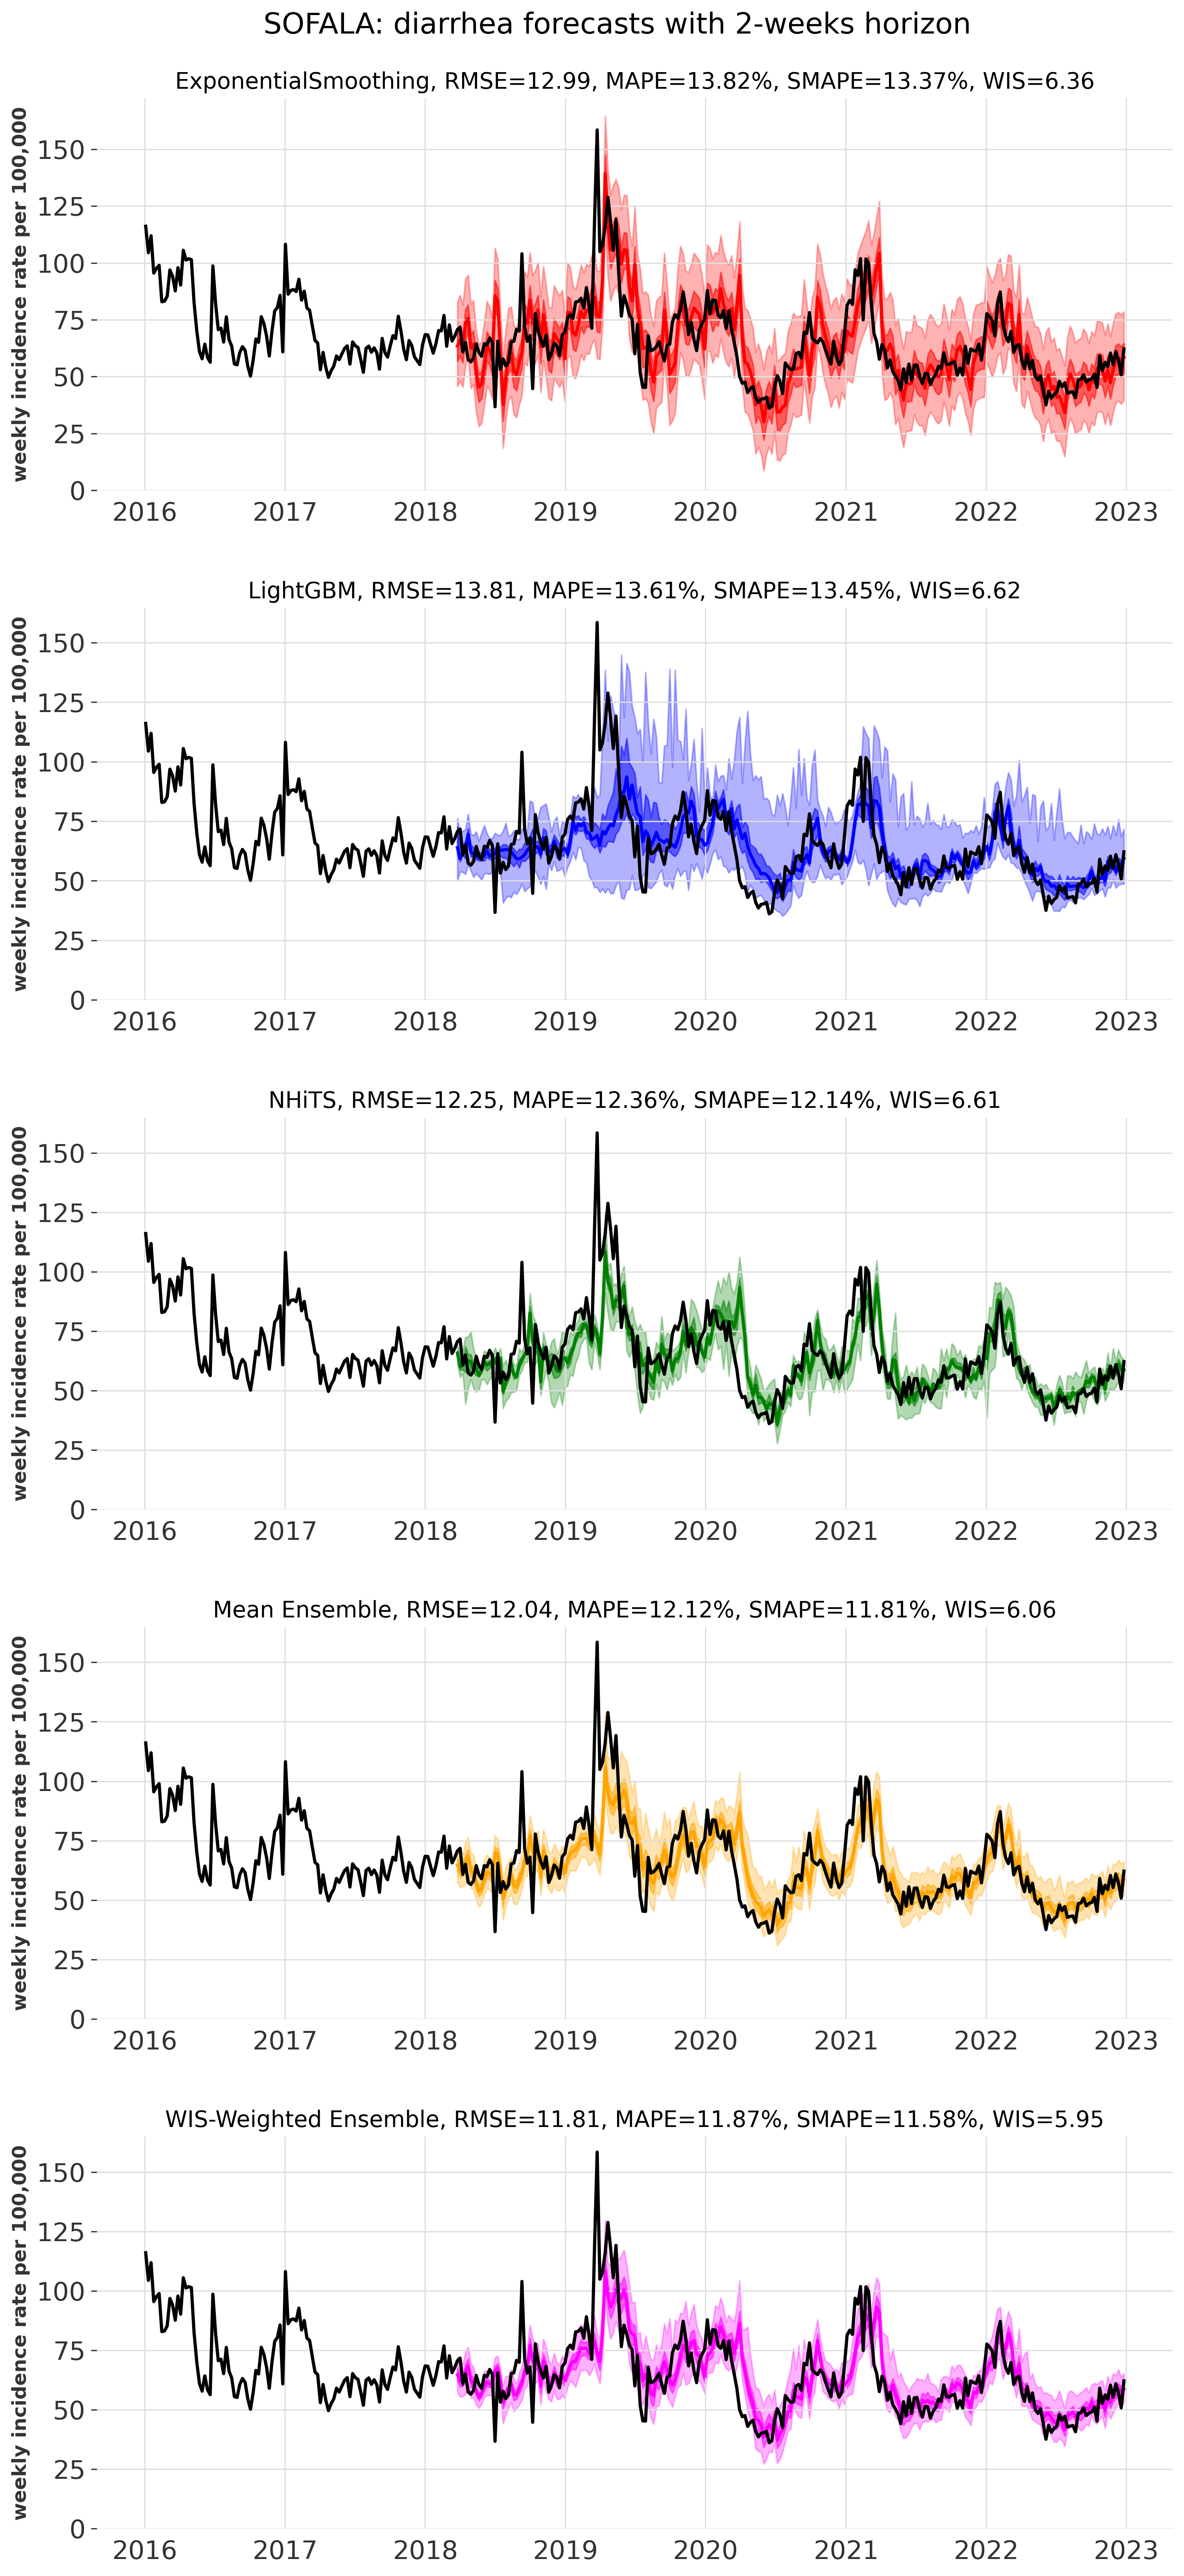 SOFALA: diarrhea forecasts with 2-weeks horizon
ExponentialSmoothing, RMSE=12.99, MAPE=13.82%, SMAPE=13.37%, WIS=6.36
weekly incidence rate per 100,000
150
125
100
75
50
25
0
2016 2017 2018 2019 2020 2021 2022 2023
LightGBM, RMSE=13.81, MAPE=13.61%, SMAPE=13.45%, WIS=6.62
weekly incidence rate per 100,000
150
125
100
75
50
25
0
2016 2017 2018 2019 2020 2021 2022 2023
NHiTS, RMSE=12.25, MAPE=12.36%, SMAPE=12.14%, WIS=6.61
weekly incidence rate per 100,000
150
125
100
75
50
25
0
2016 2017 2018 2019 2020 2021 2022 2023
Mean Ensemble, RMSE=12.04, MAPE=12.12%, SMAPE=11.81%, WIS=6.06
weekly incidence rate per 100,000
150
125
100
75
50
25
0
2016 2017 2018 2019 2020 2021 2022 2023
WIS-Weighted Ensemble, RMSE=11.81, MAPE=11.87%, SMAPE=11.58%, WIS=5.95
weekly incidence rate per 100,000
150
125
100
75
50
25
0
2016 2017 2018 2019 2020 2021 2022 2023